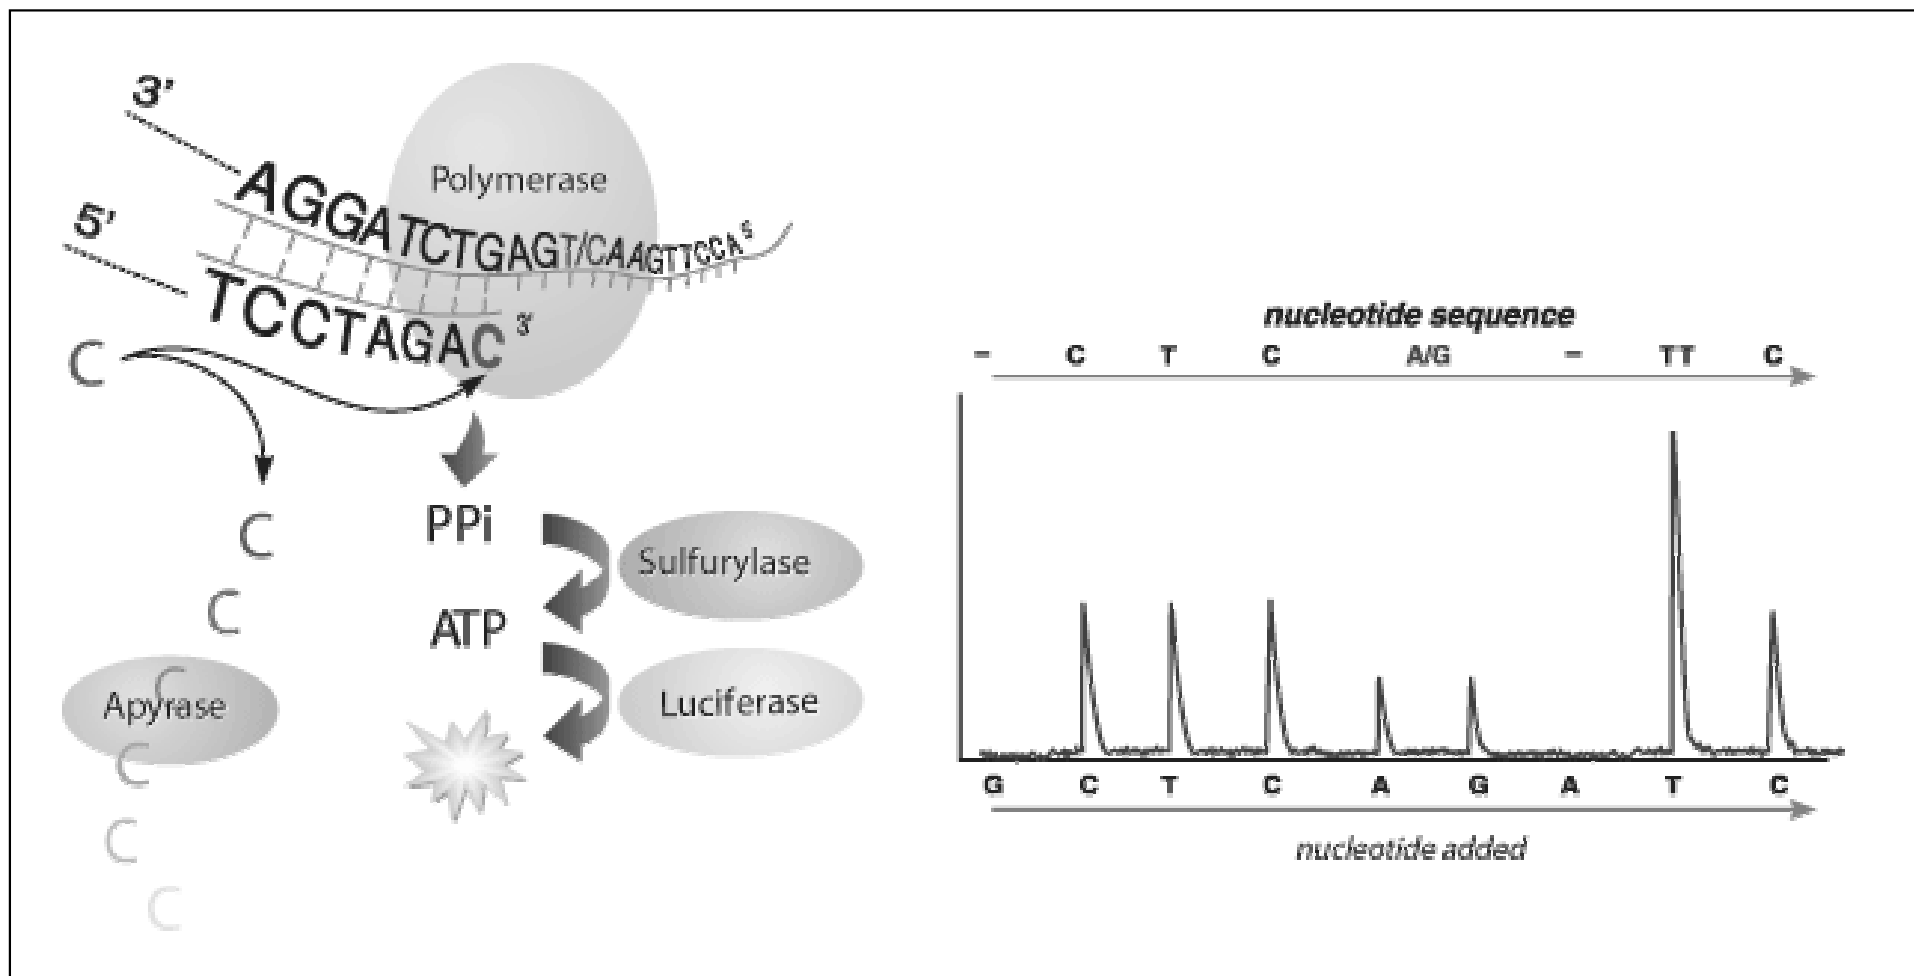 3'
AGGATCTGAGT/CAAGTTCCA 5'
Polymerase
5'
TCCTAGAC 3'
C
PPi
C
Sulfurylase
C
ATP
C
Apyrase
Luciferase
C
C
C
nucleotide sequence
– C T C A/G – TT C
G C T C A G A T C
nucleotide added